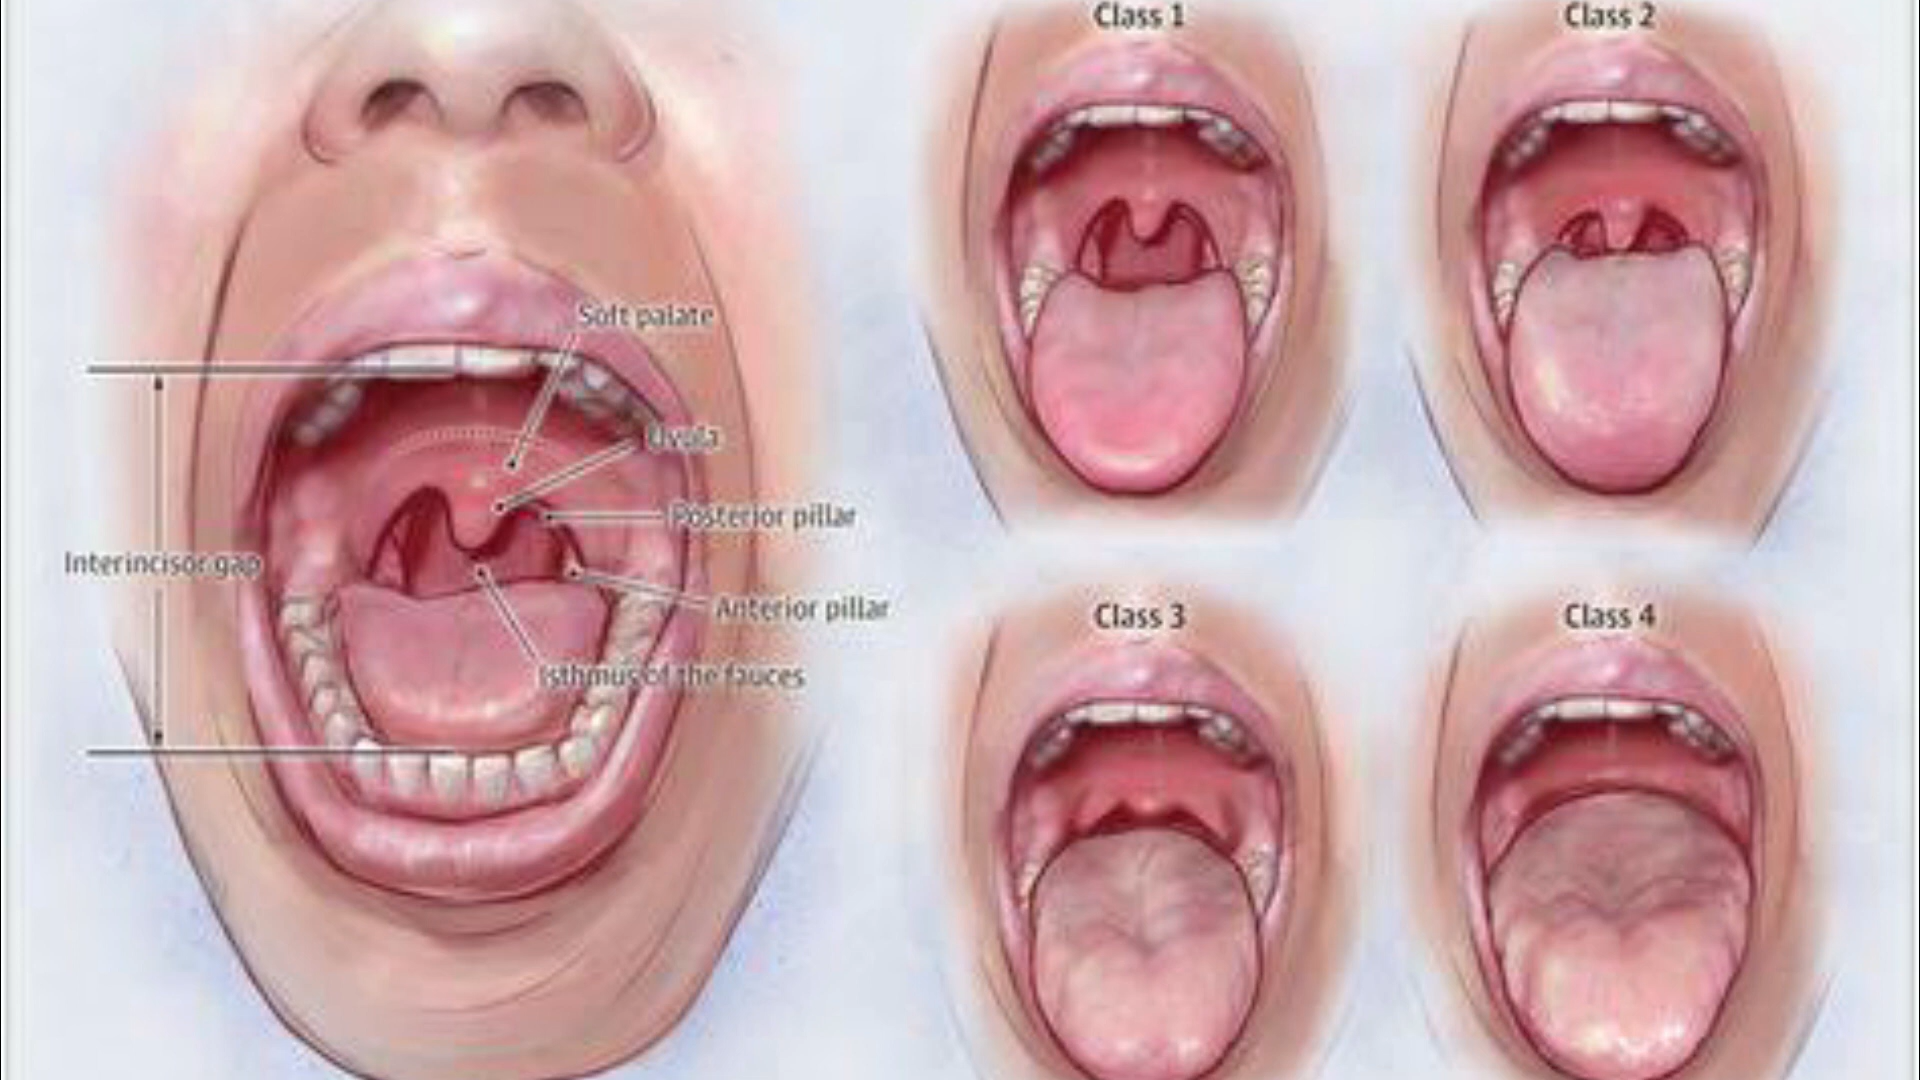 Class 1
Class 2
Soft palate
Uvula
Posterior pillar
Interincisor gap
Anterior pillar
Isthmus of the fauces
Class 3
Class 4